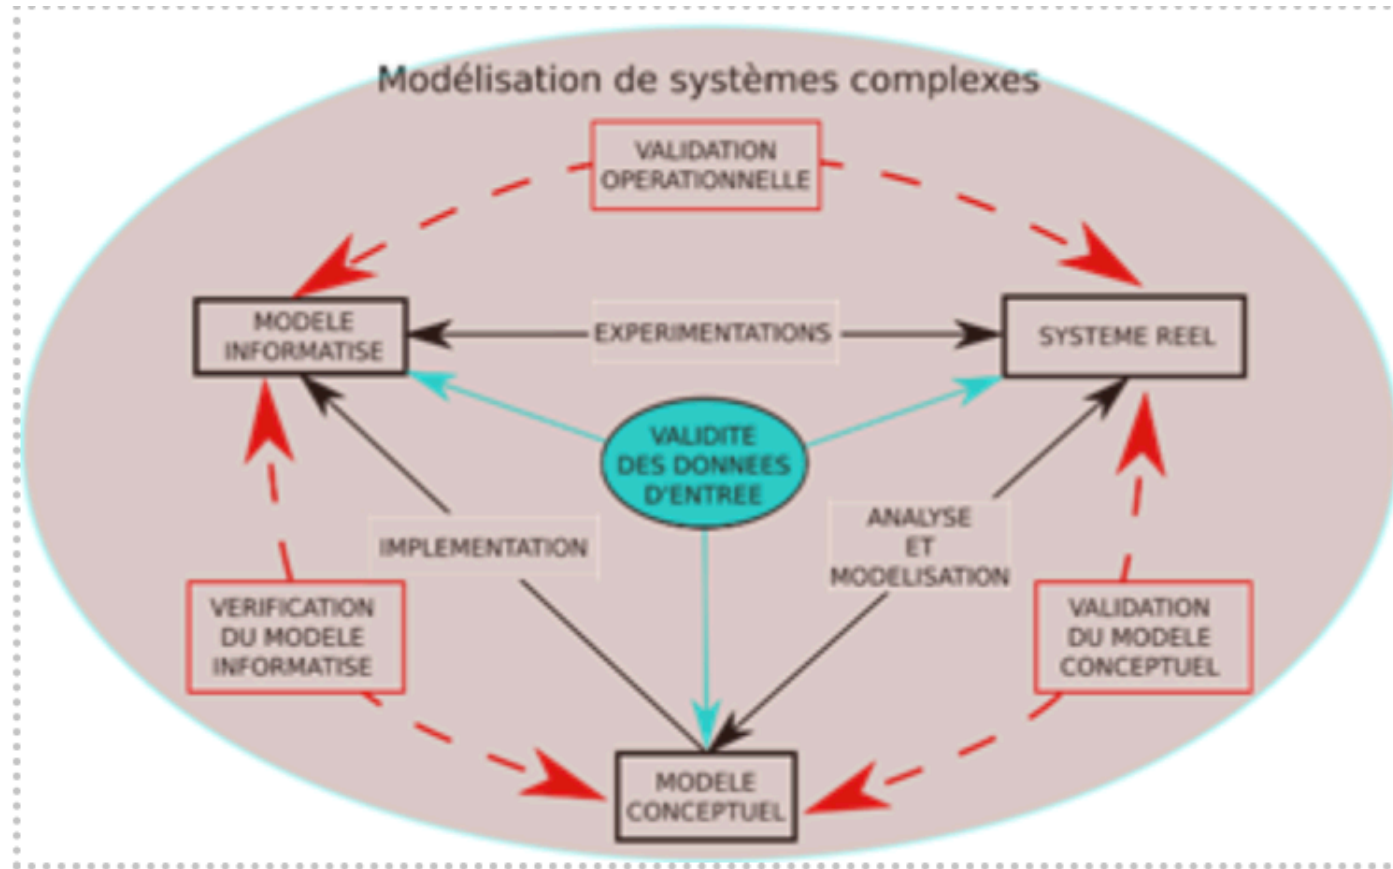 Modélisation de systèmes complexes
VALIDATION
OPERATIONNELLE
MODELE
INFORMATISE
EXPERIMENTATIONS
SYSTEME REEL
VALIDITE
DES DONNEES
D'ENTREE
IMPLEMENTATION
ANALYSE
ET
MODELISATION
VERIFICATION
DU MODELE
INFORMATISE
VALIDATION
DU MODELE
CONCEPTUEL
MODELE
CONCEPTUEL